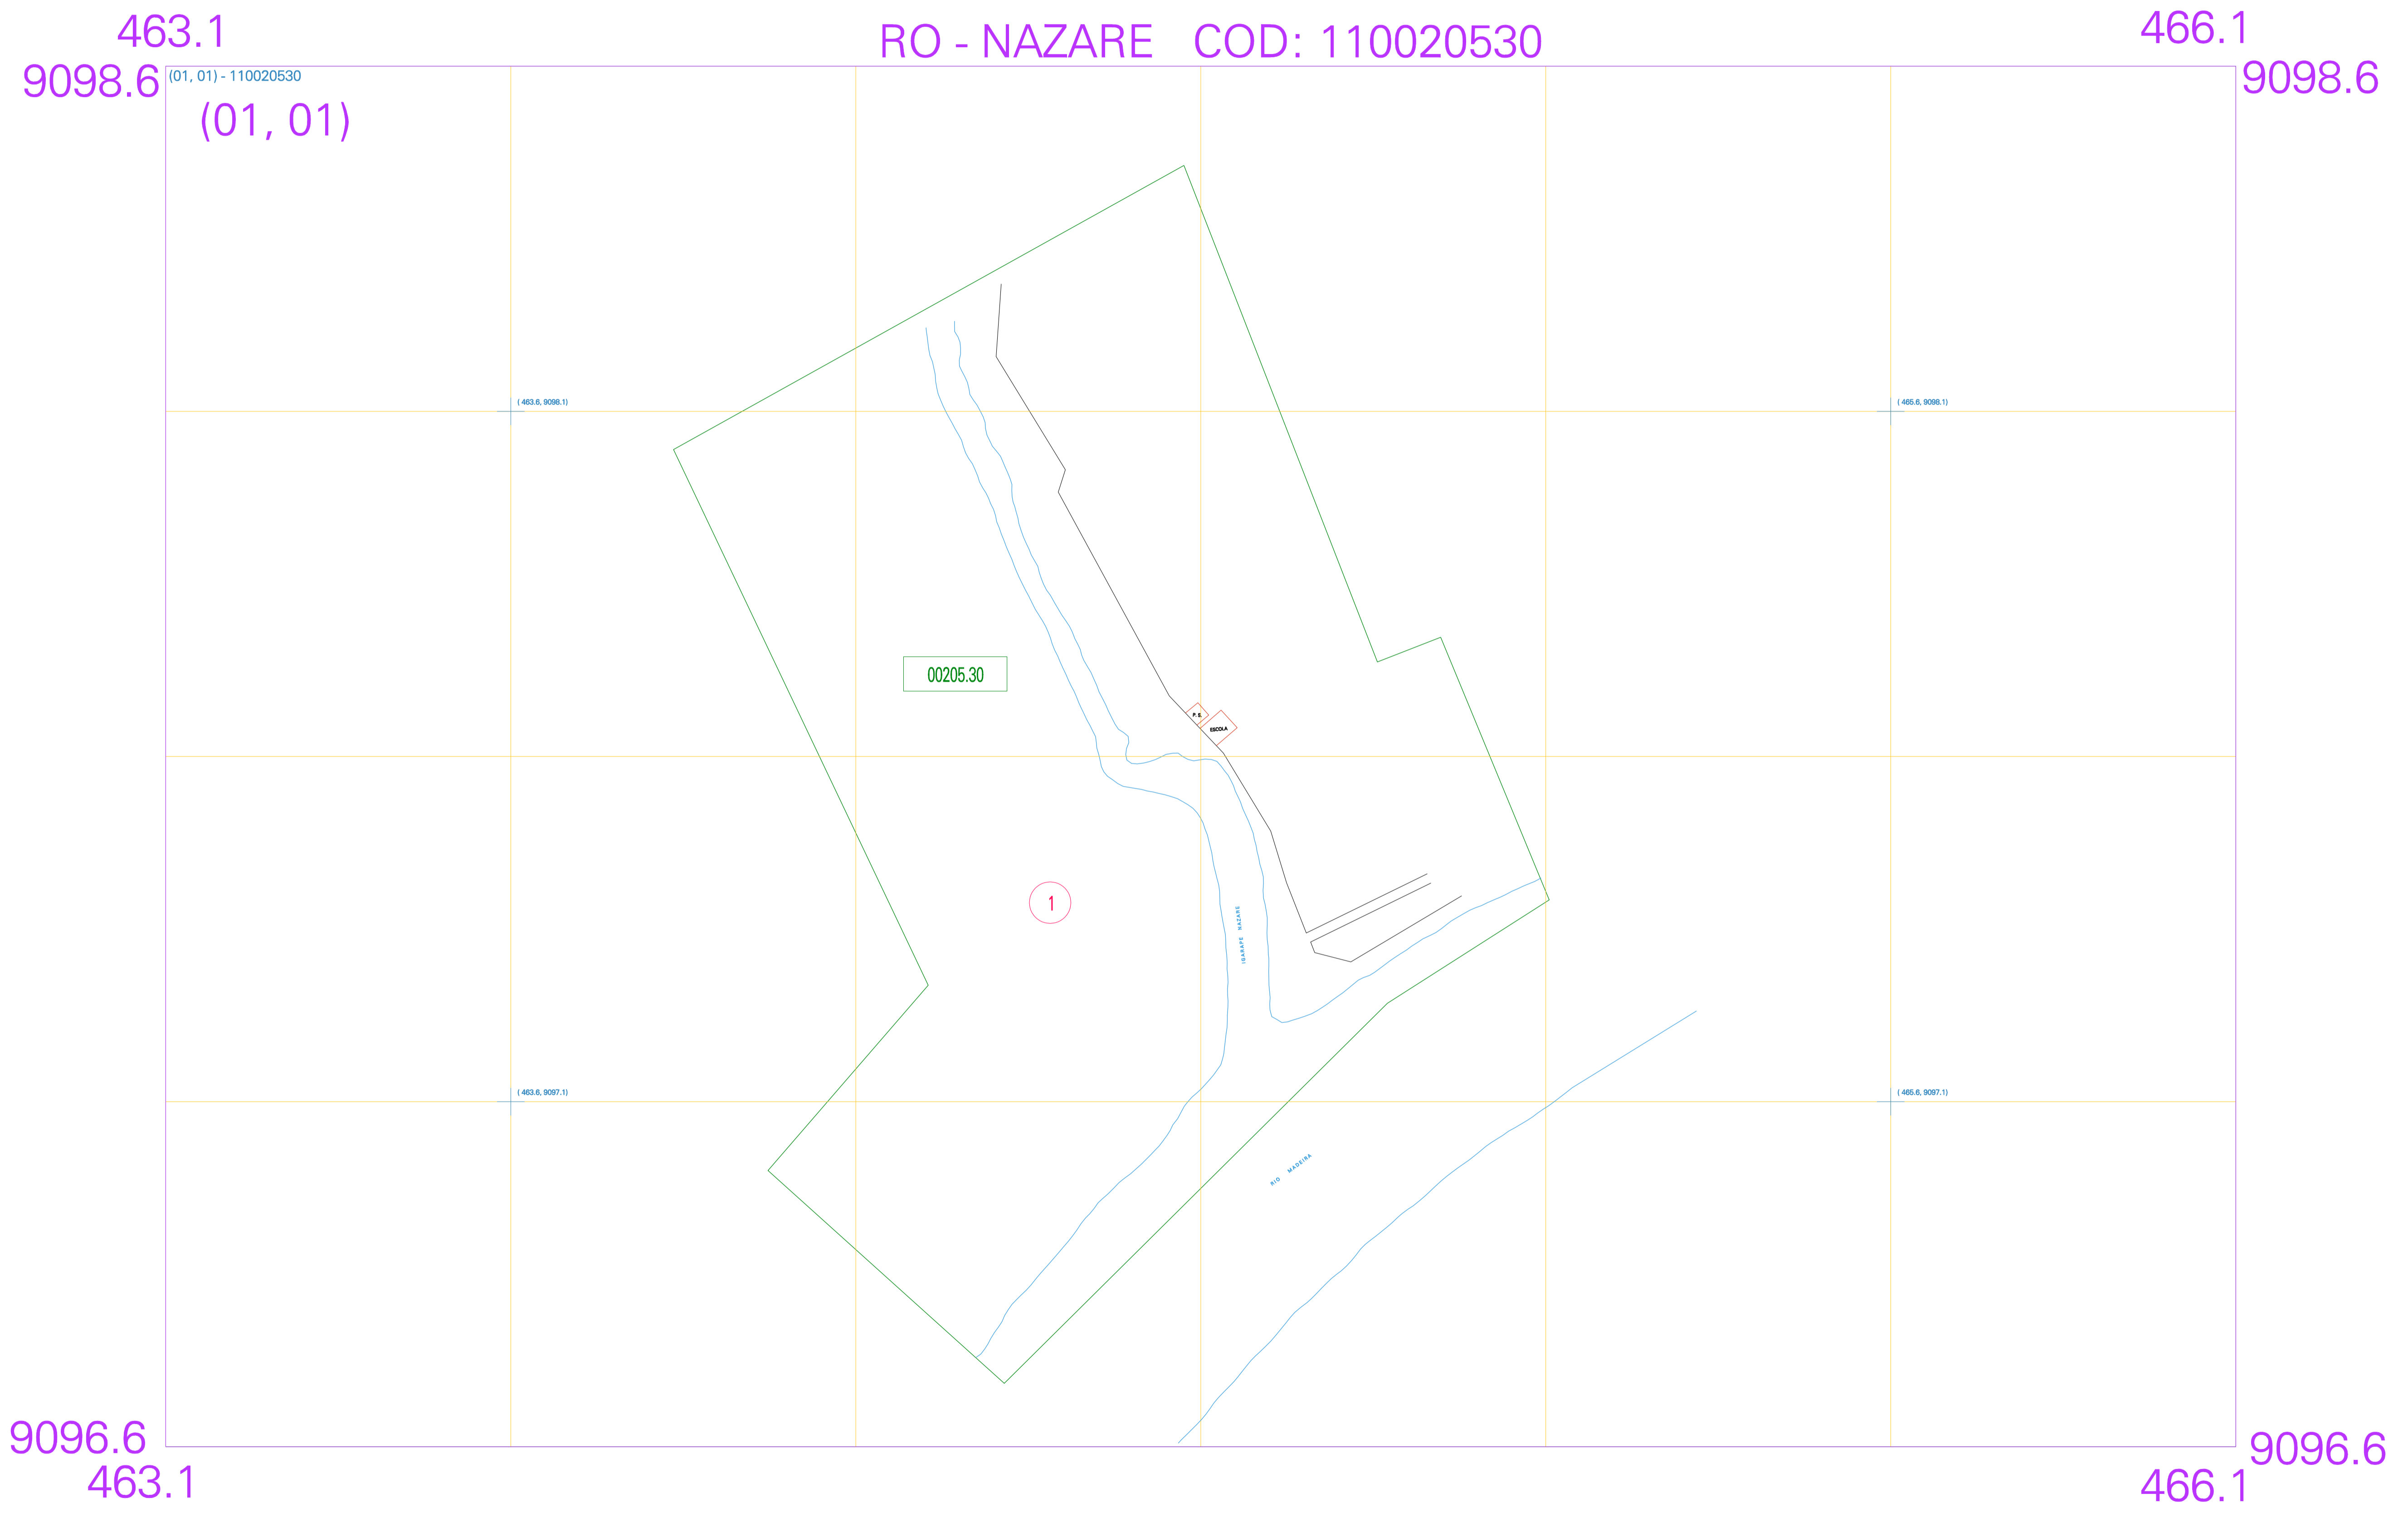 463.1
RO - NAZARE COD: 110020530
466.1
9098.6
(01, 01) - 110020530
9098.6
(01, 01)
( 463.6, 9098.1)
( 465.6, 9098.1)
00205.30
P. S.
ESCOLA
1
IGARAPE NAZARE
( 463.6, 9097.1)
( 465.6, 9097.1)
RIO MADEIRA
9096.6
9096.6
463.1
466.1